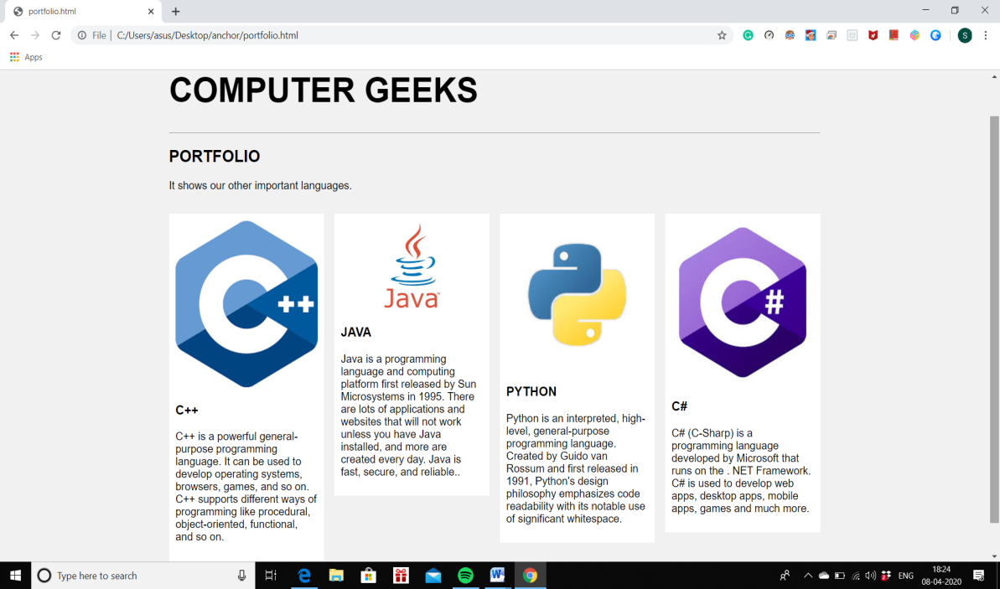 portfolio.html
File | C:/Users/asus/Desktop/anchor/portfolio.html
S
Apps
COMPUTER GEEKS
PORTFOLIO
It shows our other important languages.
++
C++
C++ is a powerful general-
purpose programming
language. It can be used to
develop operating systems,
browsers, games, and so on.
C++ supports different ways of
programming like procedural,
object-oriented, functional,
and so on.
Java™
JAVA
Java is a programming
language and computing
platform first released by Sun
Microsystems in 1995. There
are lots of applications and
websites that will not work
unless you have Java
installed, and more are
created every day. Java is
fast, secure, and reliable..
PYTHON
Python is an interpreted, high-
level, general-purpose
programming language.
Created by Guido van
Rossum and first released in
1991, Python's design
philosophy emphasizes code
readability with its notable use
of significant whitespace.
#
C#
C# (C-Sharp) is a
programming language
developed by Microsoft that
runs on the . NET Framework.
C# is used to develop web
apps, desktop apps, mobile
apps, games and much more.
Type here to search
ENG
18:24
08-04-2020